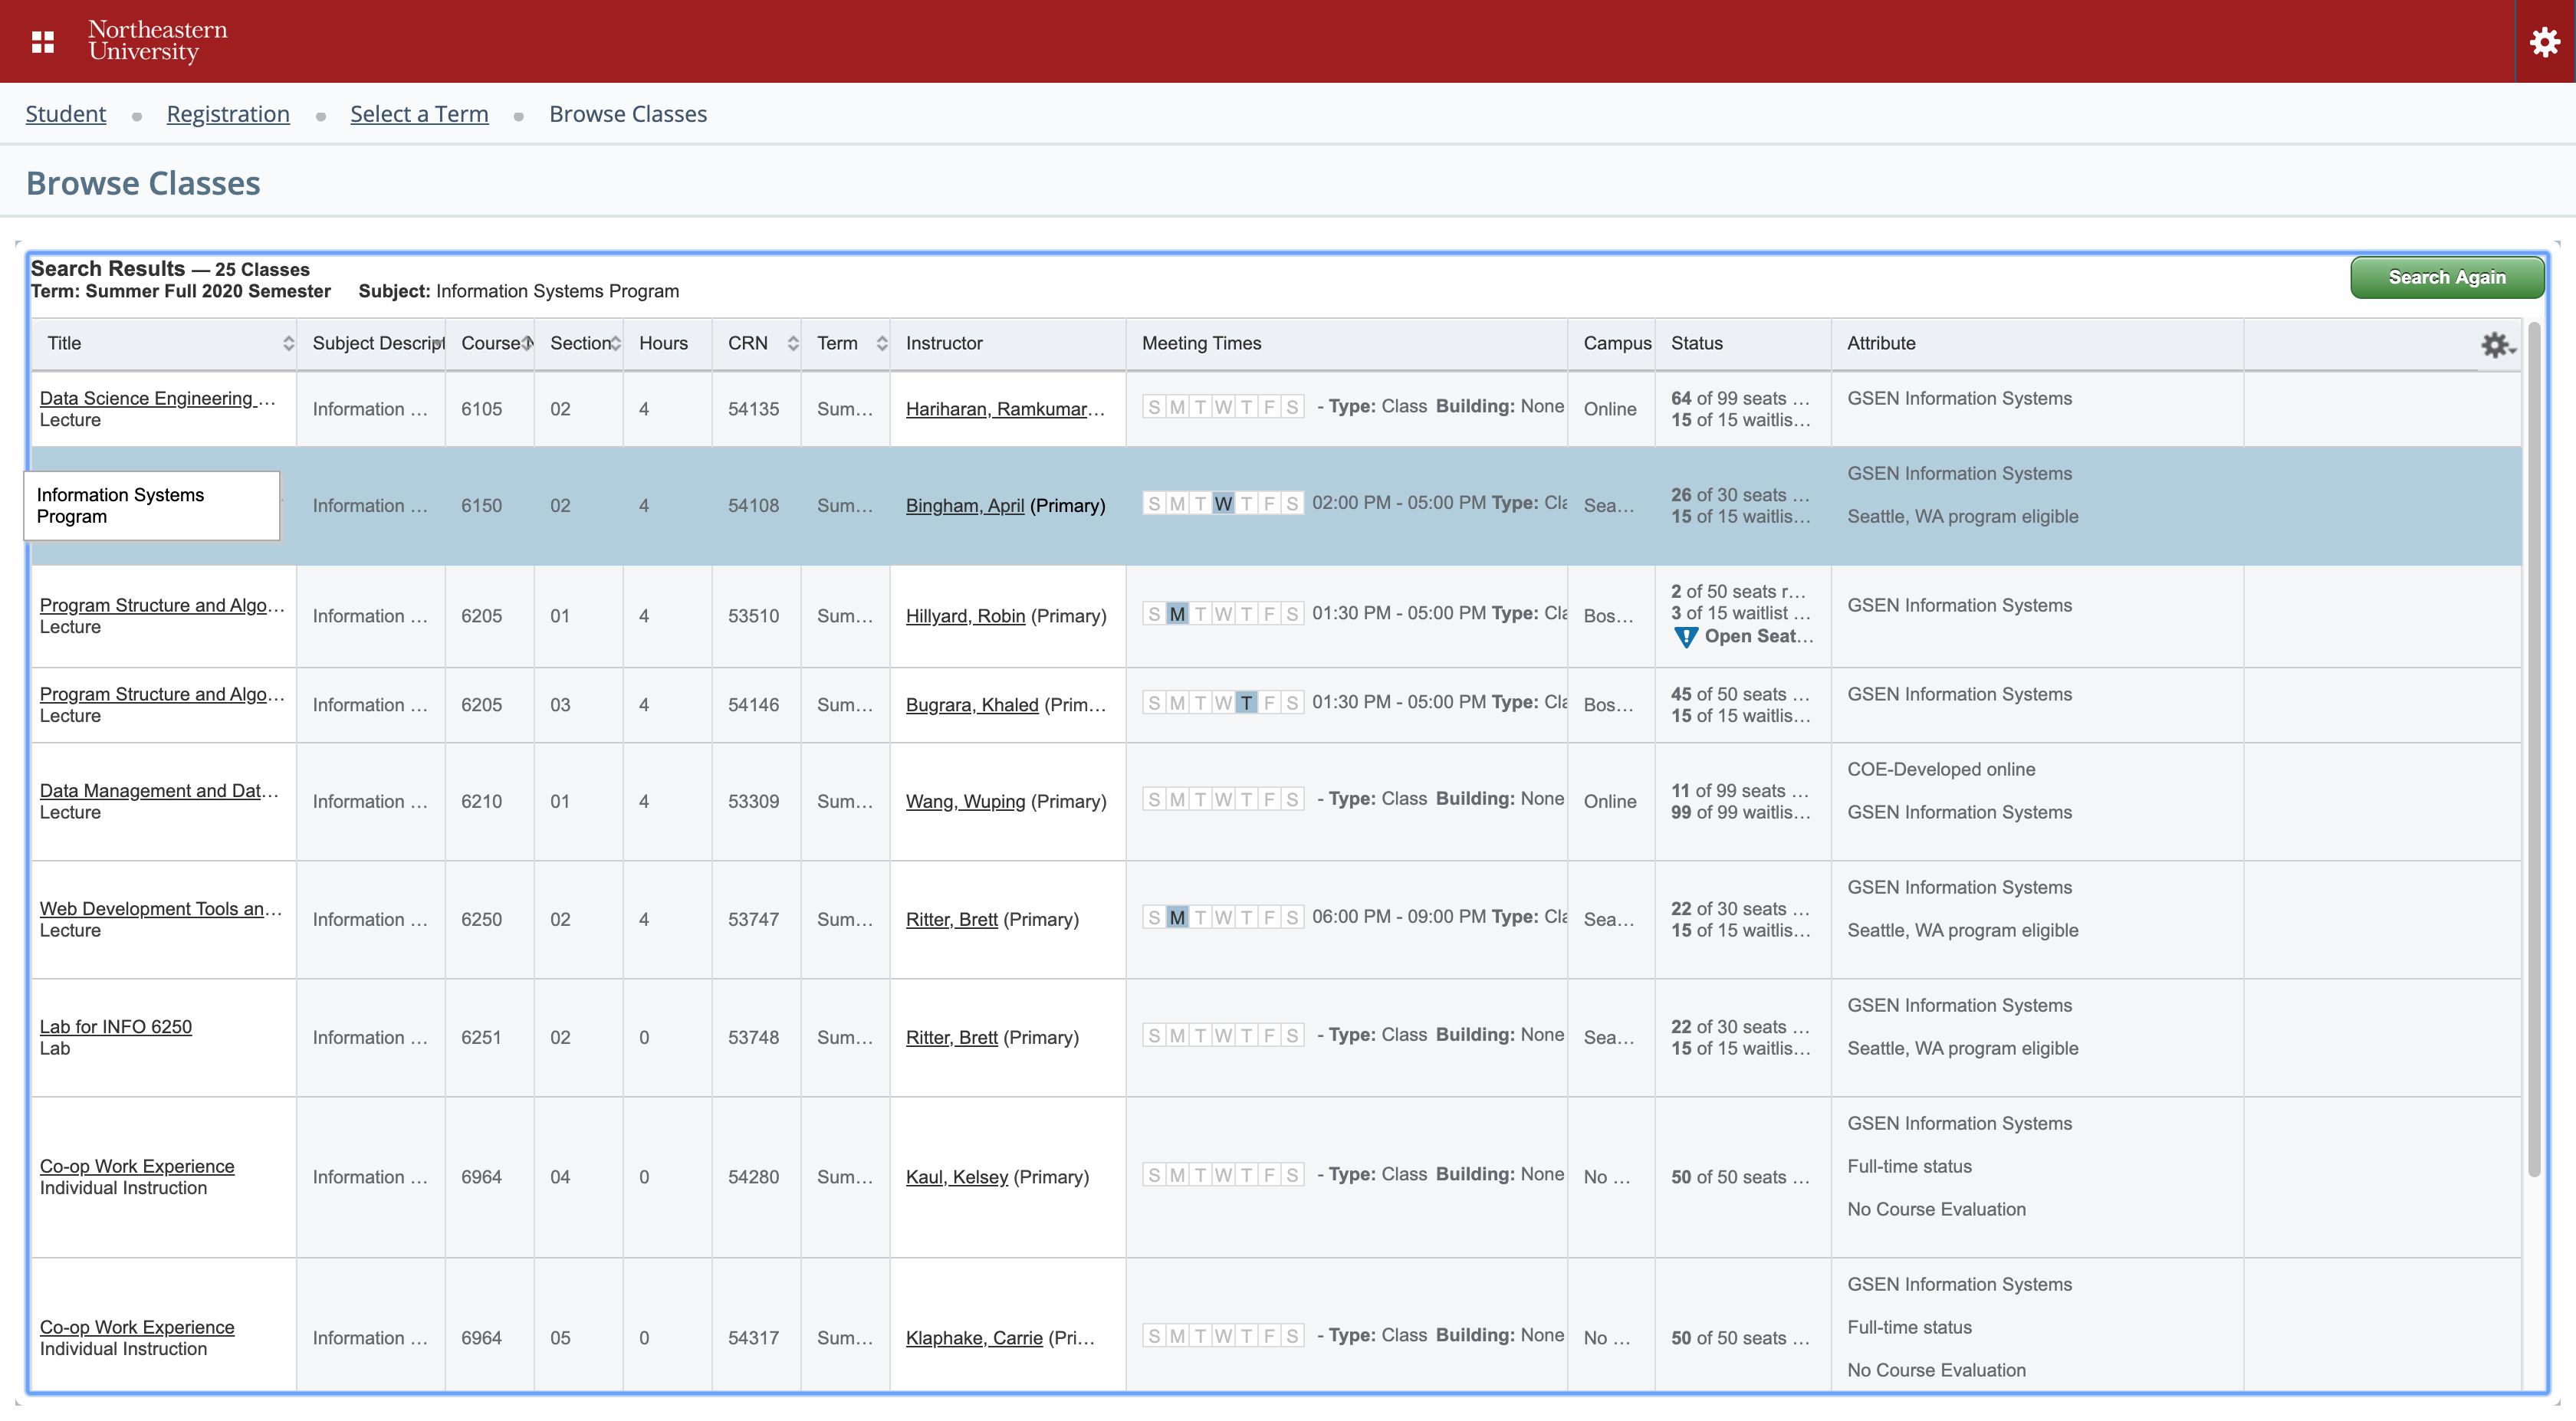 Northeastern
University
Student Registration Select a Term Browse Classes
Browse Classes
Search Results — 25 Classes
Search Again
Term: Summer Full 2020 Semester Subject: Information Systems Program
Title Subject Descript Course N Section Hours CRN Term Instructor Meeting Times Campus Status Attribute
Data Science Engineering ...
Lecture
Information ... 6105 02 4 54135 Sum... Hariharan, Ramkumar... S M T W T F S - Type: Class Building: None Online
64 of 99 seats ...
15 of 15 waitlis...
GSEN Information Systems
Information Systems
Program
Information ... 6150 02 4 54108 Sum... Bingham, April (Primary) S M T W T F S 02:00 PM - 05:00 PM Type: Cla Sea...
26 of 30 seats ...
15 of 15 waitlis...
GSEN Information Systems
Seattle, WA program eligible
Program Structure and Algo...
Lecture
Information ... 6205 01 4 53510 Sum... Hillyard, Robin (Primary) S M T W T F S 01:30 PM - 05:00 PM Type: Cla Bos...
2 of 50 seats r...
3 of 15 waitlist ...
Open Seat...
GSEN Information Systems
Program Structure and Algo...
Lecture
Information ... 6205 03 4 54146 Sum... Bugrara, Khaled (Prim... S M T W T F S 01:30 PM - 05:00 PM Type: Cla Bos...
45 of 50 seats ...
15 of 15 waitlis...
GSEN Information Systems
Data Management and Dat...
Lecture
Information ... 6210 01 4 53309 Sum... Wang, Wuping (Primary) S M T W T F S - Type: Class Building: None Online
11 of 99 seats ...
99 of 99 waitlis...
COE-Developed online
GSEN Information Systems
Web Development Tools an...
Lecture
Information ... 6250 02 4 53747 Sum... Ritter, Brett (Primary) S M T W T F S 06:00 PM - 09:00 PM Type: Cla Sea...
22 of 30 seats ...
15 of 15 waitlis...
GSEN Information Systems
Seattle, WA program eligible
Lab for INFO 6250
Lab
Information ... 6251 02 0 53748 Sum... Ritter, Brett (Primary) S M T W T F S - Type: Class Building: None Sea...
22 of 30 seats ...
15 of 15 waitlis...
GSEN Information Systems
Seattle, WA program eligible
Co-op Work Experience
Individual Instruction
Information ... 6964 04 0 54280 Sum... Kaul, Kelsey (Primary) S M T W T F S - Type: Class Building: None No ...
50 of 50 seats ...
GSEN Information Systems
Full-time status
No Course Evaluation
Co-op Work Experience
Individual Instruction
Information ... 6964 05 0 54317 Sum... Klaphake, Carrie (Pri... S M T W T F S - Type: Class Building: None No ...
50 of 50 seats ...
GSEN Information Systems
Full-time status
No Course Evaluation